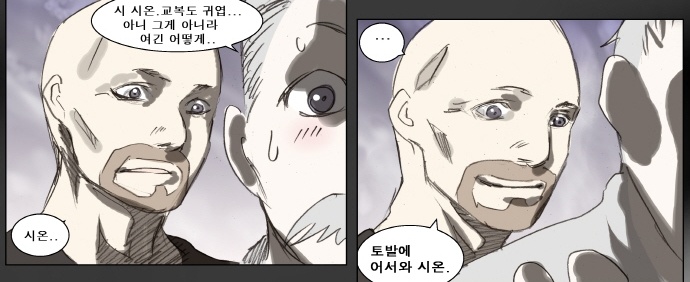 시 시온.교복도 귀엽...
아니 그게 아니라
여긴 어떻게..
시온..
...
토발에
어서와 시온.